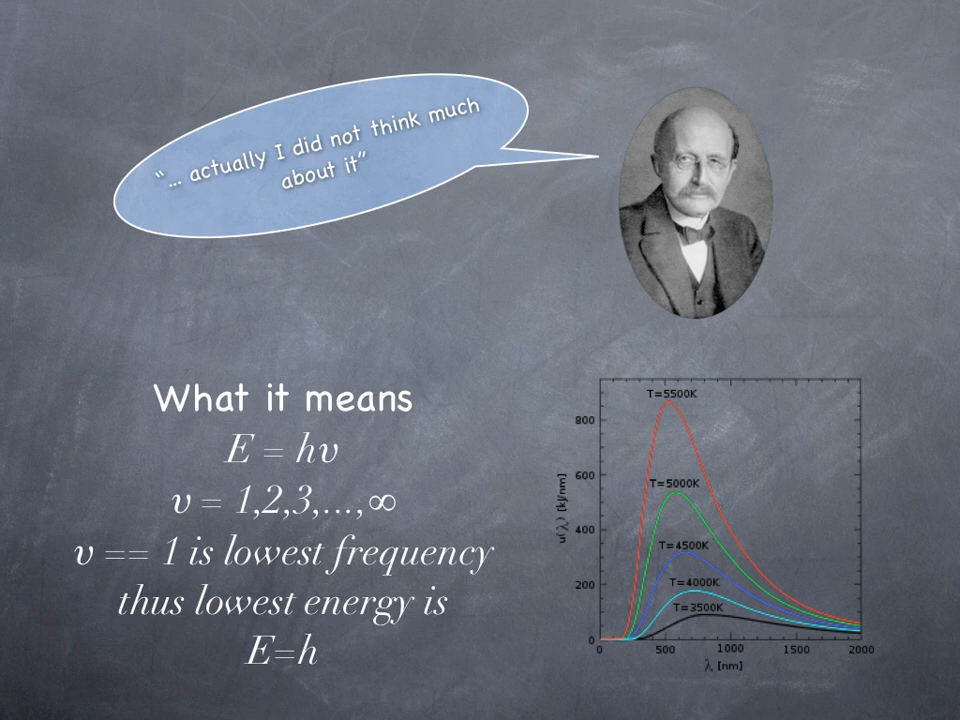 “... actually I did not think much
about it”
What it means
E = hυ
υ = 1,2,3,...,∞
υ == 1 is lowest frequency
thus lowest energy is
E=h
T=5500K
T=5000K
T=4500K
T=4000K
T=3500K
800
600
400
200
0
u(λ) [kJ/nm]
0 500 1000 1500 2000
λ [nm]